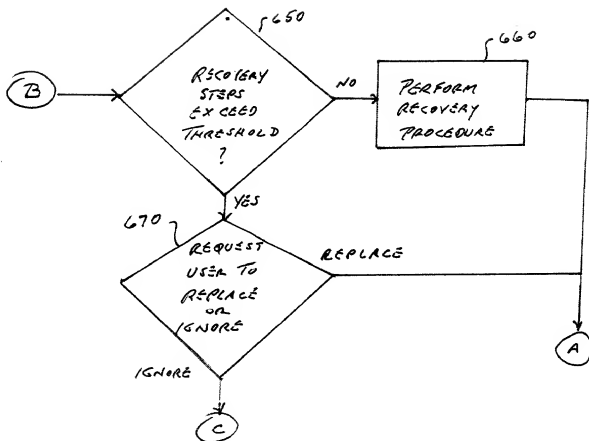 650
660
B
RECOVERY
STEPS
EXCEED
THRESHOLD
?
NO
PERFORM
RECOVERY
PROCEDURE
YES
670
REQUEST
USER TO
REPLACE
OR
IGNORE
REPLACE
IGNORE
A
C